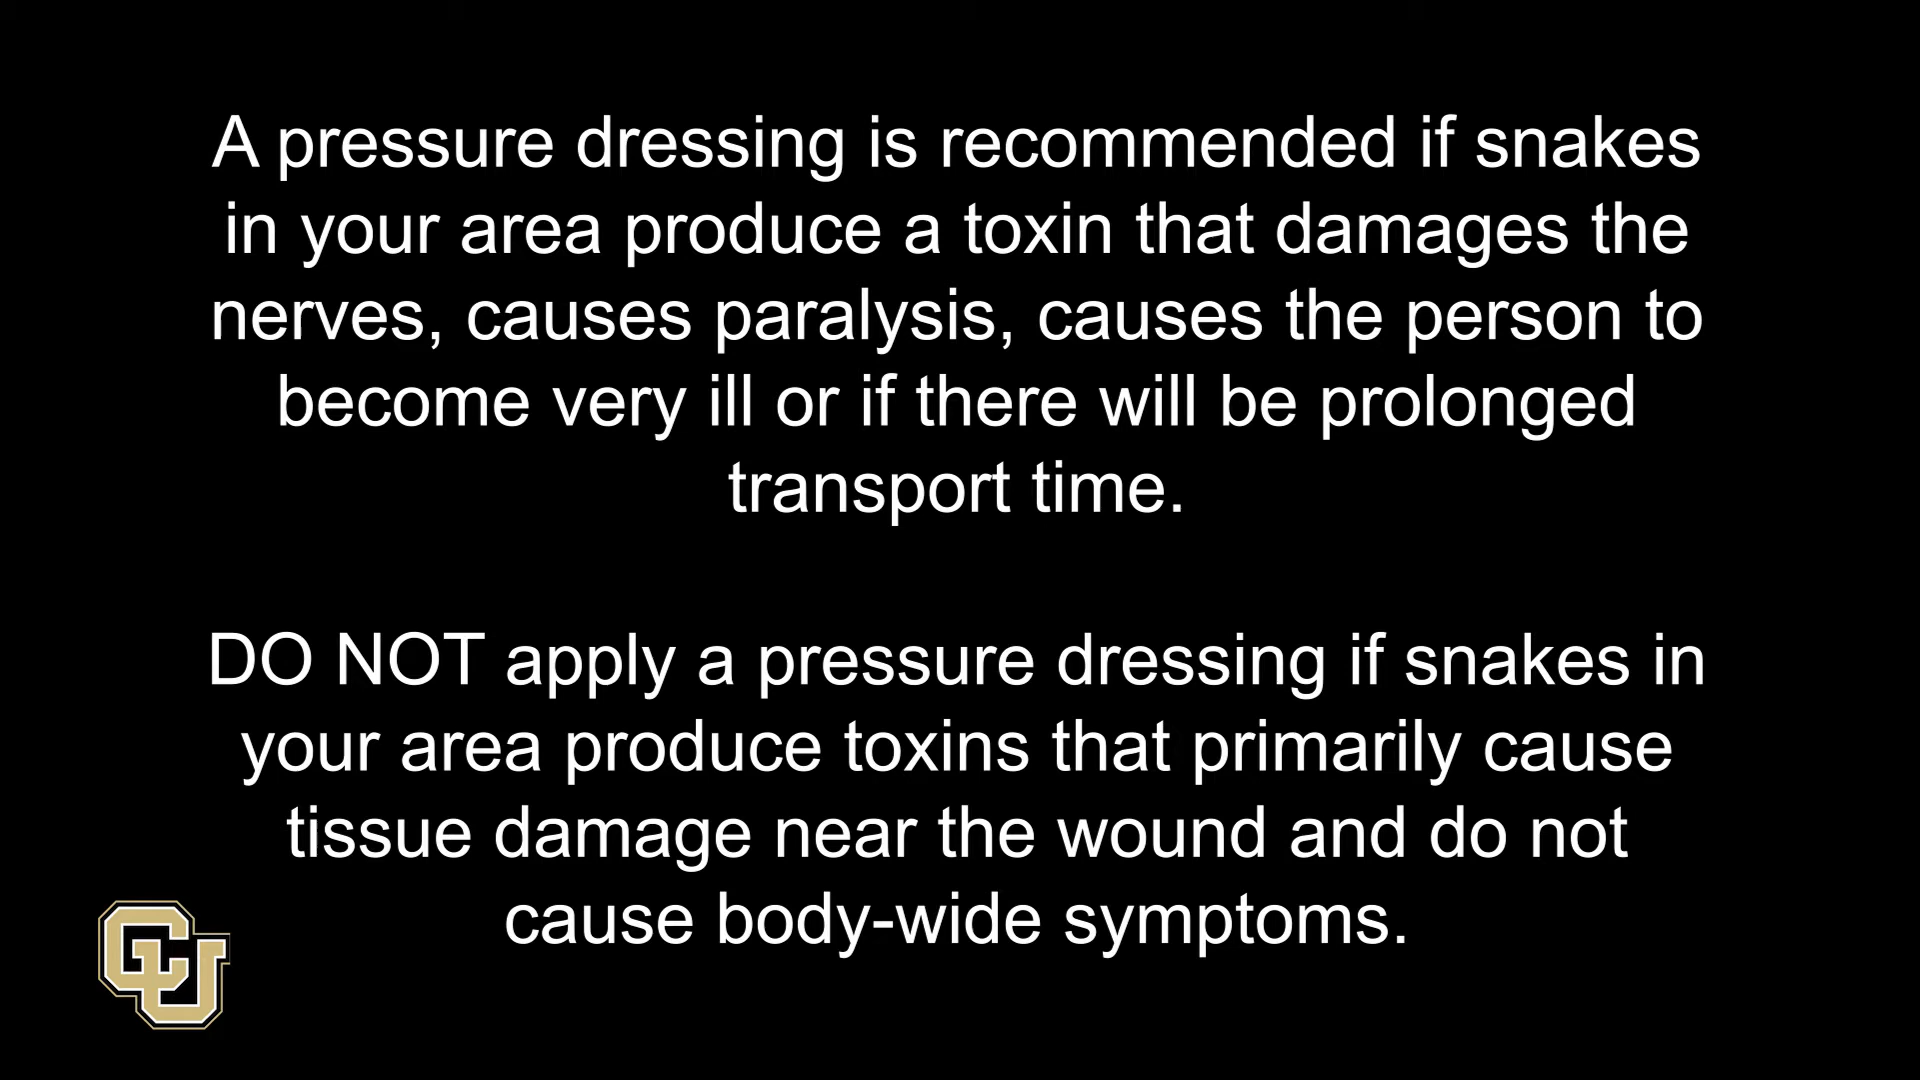 A pressure dressing is recommended if snakes
in your area produce a toxin that damages the
nerves, causes paralysis, causes the person to
become very ill or if there will be prolonged
transport time.
DO NOT apply a pressure dressing if snakes in
your area produce toxins that primarily cause
tissue damage near the wound and do not
cause body-wide symptoms.
CU